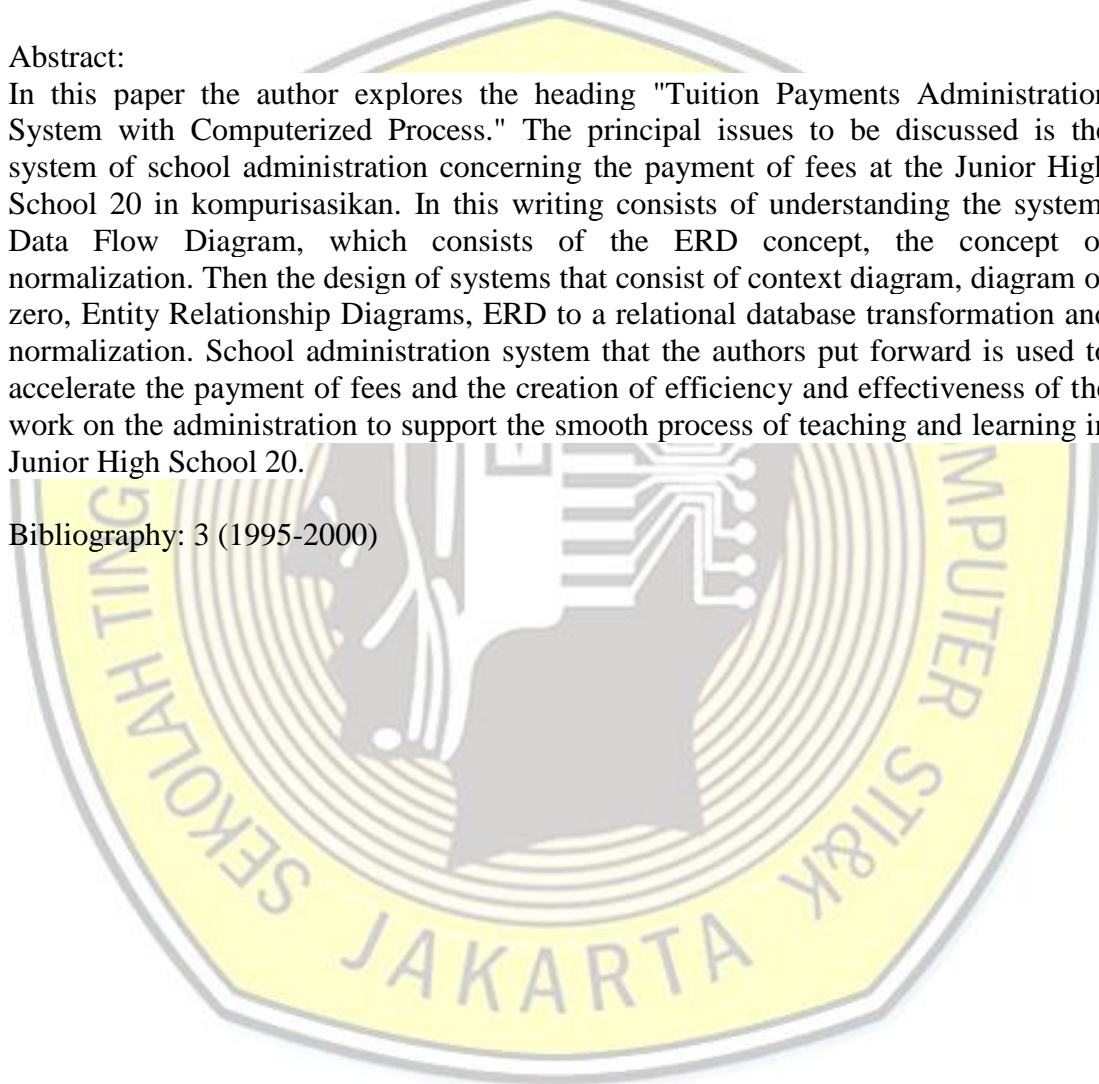 Abstract:
In this paper the author explores the heading "Tuition Payments Administration
System with Computerized Process." The principal issues to be discussed is the
system of school administration concerning the payment of fees at the Junior High
School 20 in kompurisasikan. In this writing consists of understanding the system
Data Flow Diagram, which consists of the ERD concept, the concept o
normalization. Then the design of systems that consist of context diagram, diagram o
zero, Entity Relationship Diagrams, ERD to a relational database transformation and
normalization. School administration system that the authors put forward is used to
accelerate the payment of fees and the creation of efficiency and effectiveness of the
work on the administration to support the smooth process of teaching and learning in
Junior High School 20.
Bibliography: 3 (1995-2000)
SEKOLAH TING
JAKARTA
STI&K
MPUTER